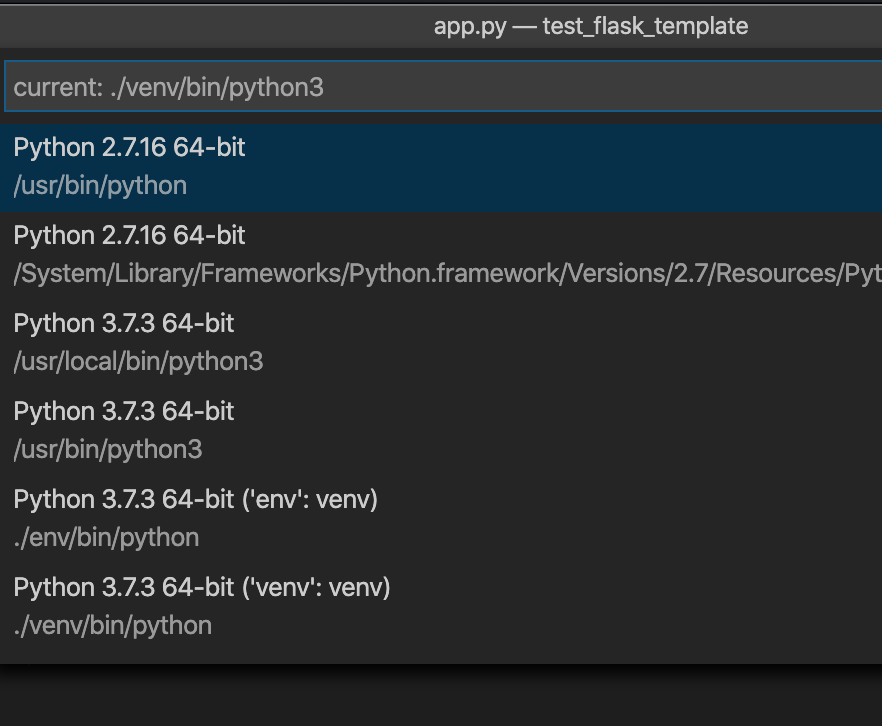 app.py — test_flask_template
current: ./venv/bin/python3
Python 2.7.16 64-bit
/usr/bin/python
Python 2.7.16 64-bit
/System/Library/Frameworks/Python.framework/Versions/2.7/Resources/Pyt
Python 3.7.3 64-bit
/usr/local/bin/python3
Python 3.7.3 64-bit
/usr/bin/python3
Python 3.7.3 64-bit ('env': venv)
./env/bin/python
Python 3.7.3 64-bit ('venv': venv)
./venv/bin/python